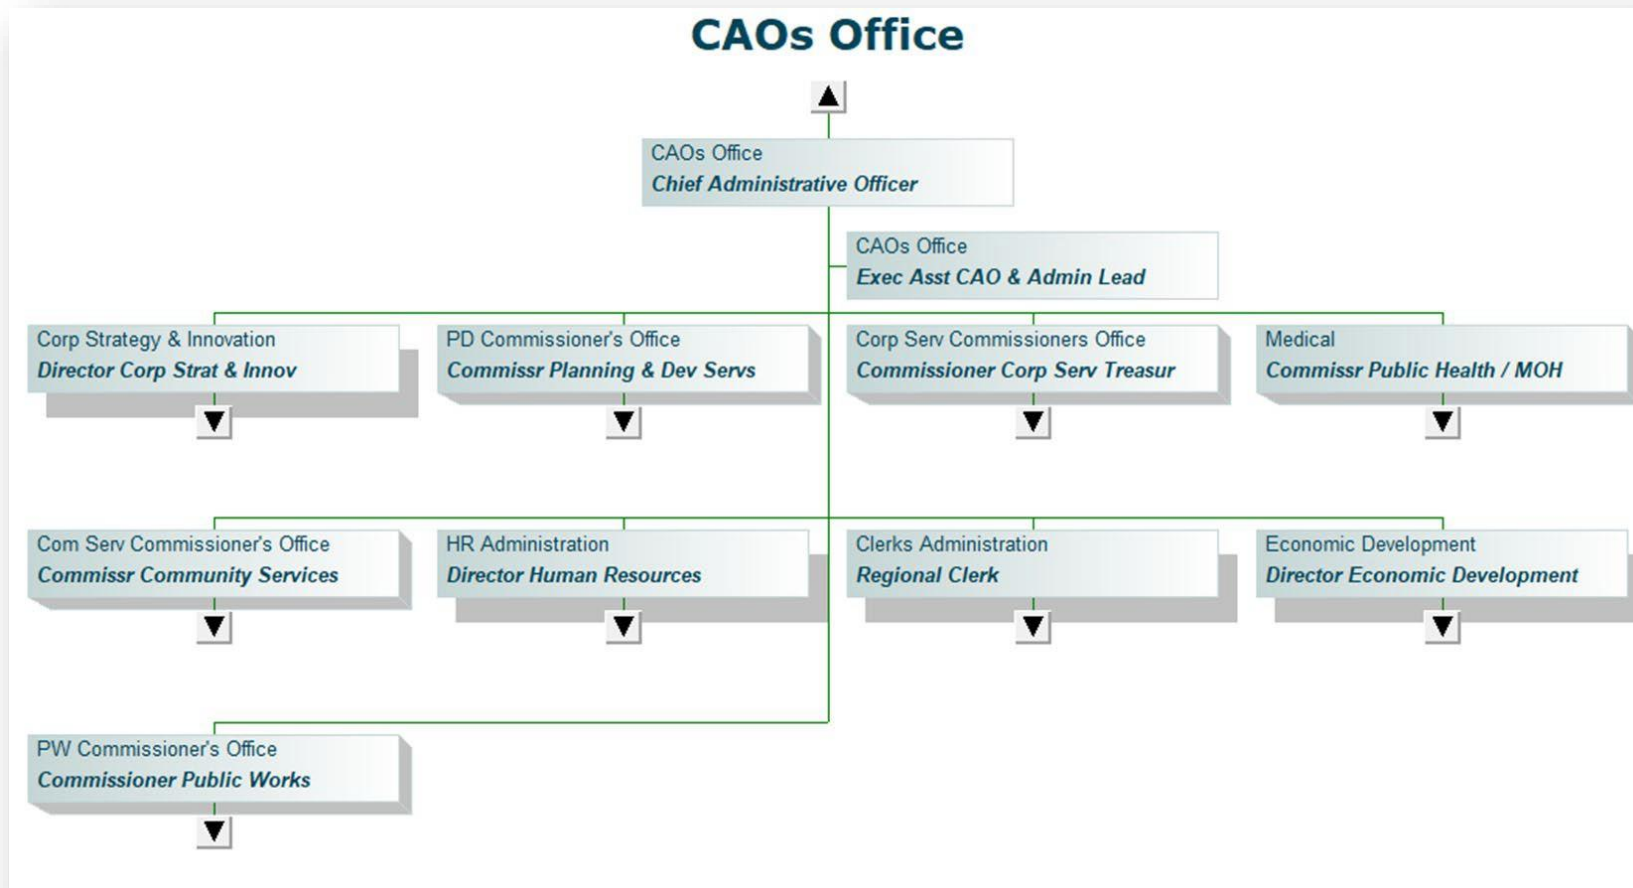 CAOs Office
CAOs Office
Chief Administrative Officer
CAOs Office
Exec Asst CAO & Admin Lead
Corp Strategy & Innovation
Director Corp Strat & Innov
PD Commissioner's Office
Commissr Planning & Dev Servs
Corp Serv Commissioners Office
Commissioner Corp Serv Treasur
Medical
Commissr Public Health / MOH
Com Serv Commissioner's Office
Commissr Community Services
HR Administration
Director Human Resources
Clerks Administration
Regional Clerk
Economic Development
Director Economic Development
PW Commissioner's Office
Commissioner Public Works